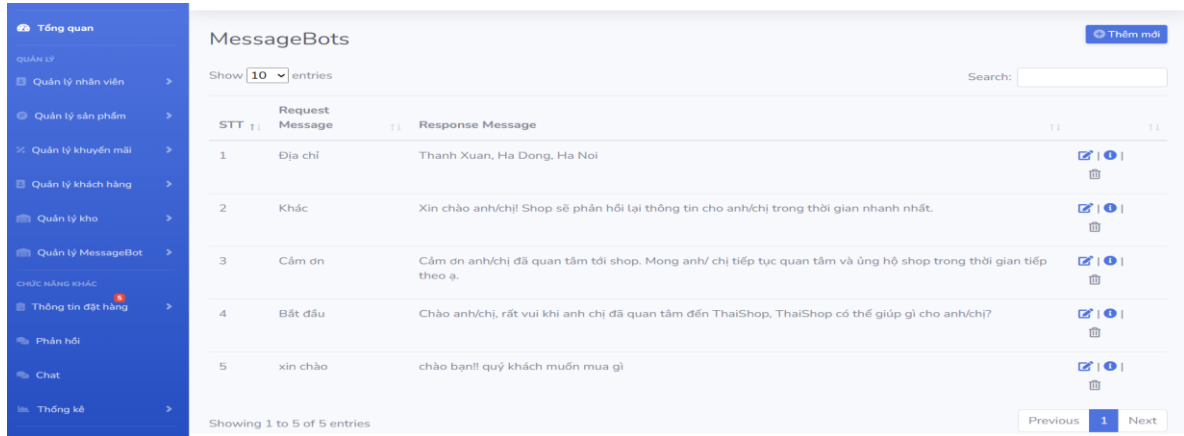 Tổng quan
QUẢN LÝ
Quản lý nhân viên
Quản lý sản phẩm
Quản lý khuyến mãi
Quản lý khách hàng
Quản lý kho
Quản lý MessageBot
CHỨC NĂNG KHÁC
5
Thông tin đặt hàng
Phản hồi
Chat
Thống kê
MessageBots
Thêm mới
Show 10 entries
Search:
STT Request Message Response Message
1 Địa chỉ Thanh Xuan, Ha Dong, Ha Noi
2 Khác Xin chào anh/chị! Shop sẽ phản hồi lại thông tin cho anh/chị trong thời gian nhanh nhất.
3 Cảm ơn Cảm ơn anh/chị đã quan tâm tới shop. Mong anh/ chị tiếp tục quan tâm và ủng hộ shop trong thời gian tiếp
theo ạ.
4 Bắt đầu Chào anh/chị, rất vui khi anh chị đã quan tâm đến ThaiShop, ThaiShop có thể giúp gì cho anh/chị?
5 xin chào chào bạn!! quý khách muốn mua gì
Showing 1 to 5 of 5 entries
Previous 1 Next